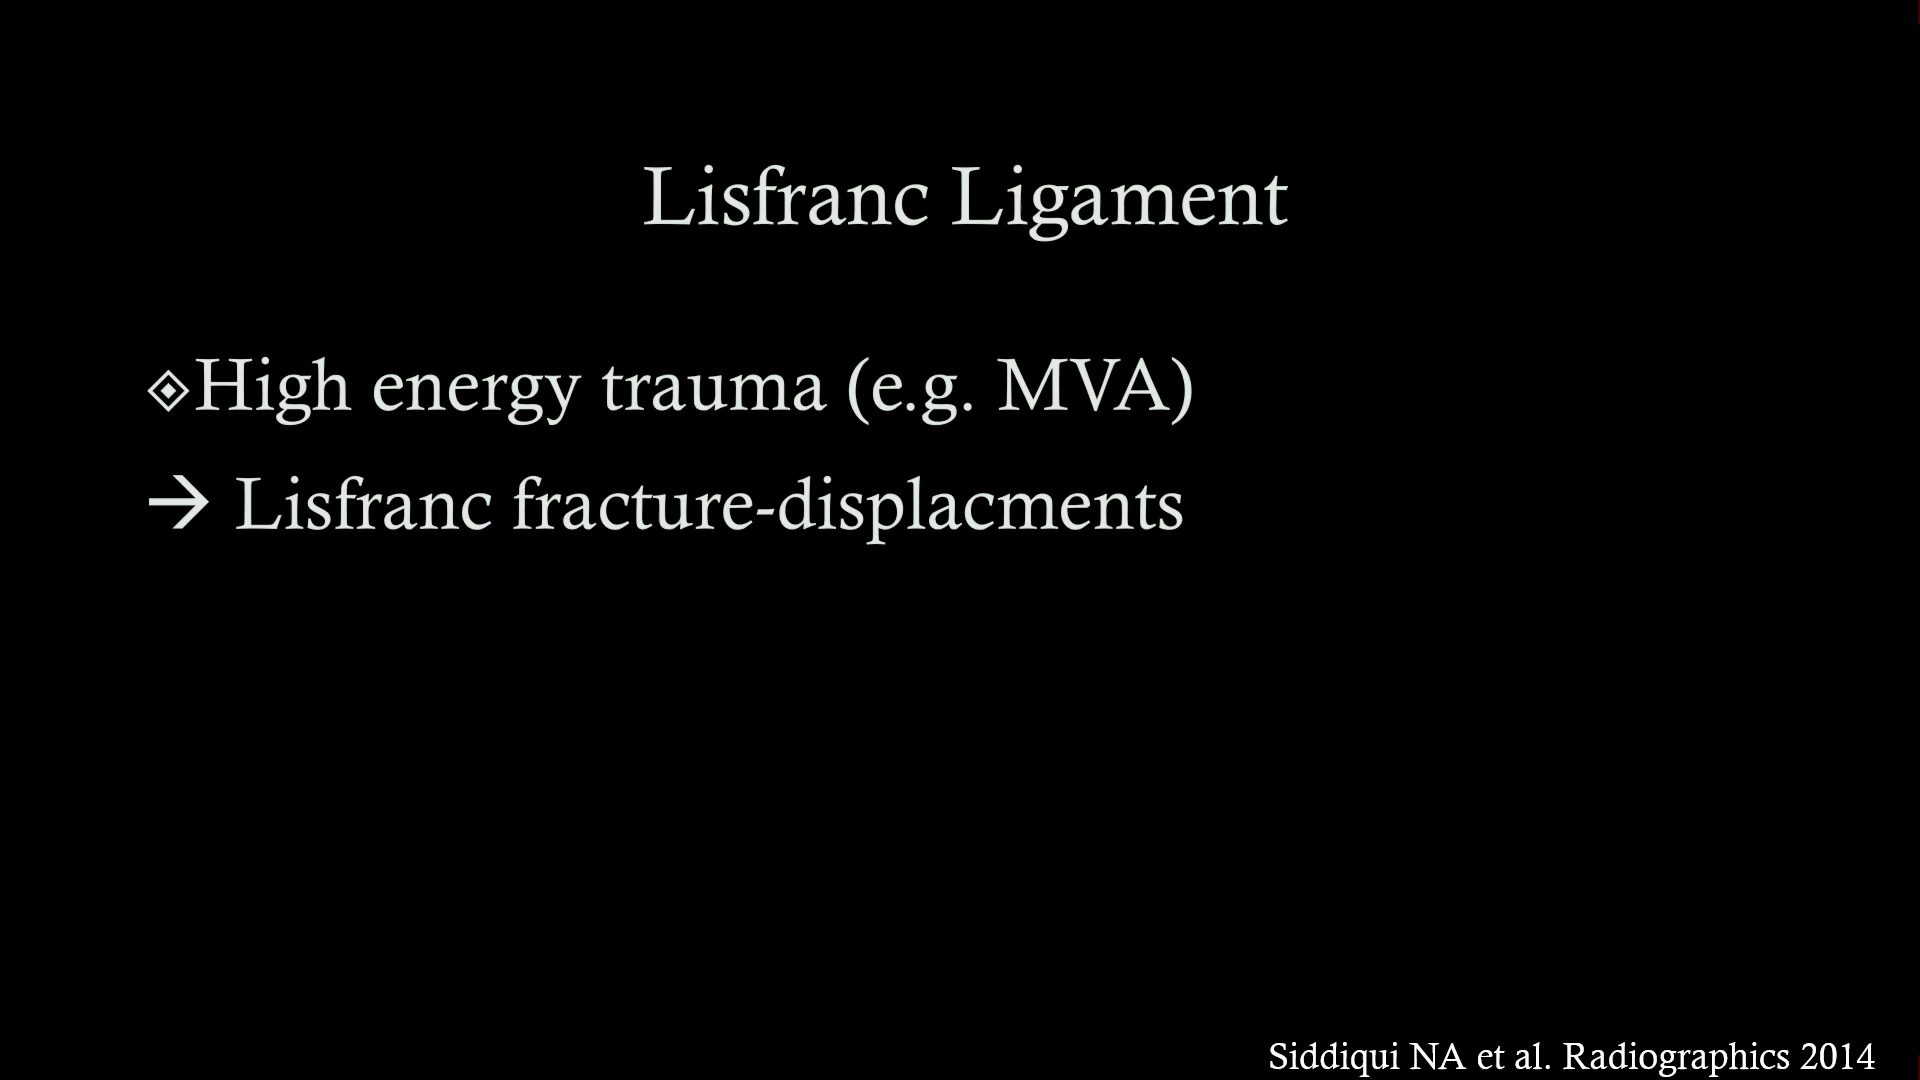 Lisfranc Ligament
◈High energy trauma (e.g. MVA)
→ Lisfranc fracture-displacments
Siddiqui NA et al. Radiographics 2014